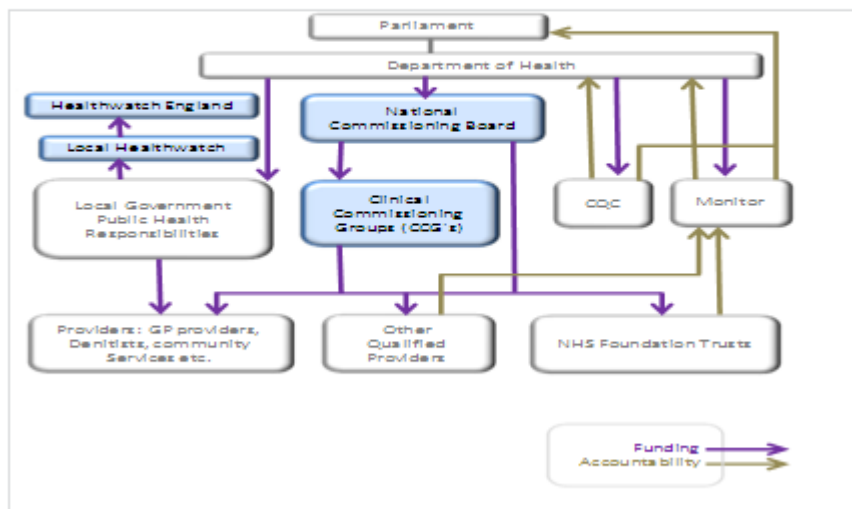 Parliament
Department of Health
Healthwatch England
National
Commissioning Board
Local Healthwatch
Local Government
Public Health
Responsibilities
Clinical
Commissioning
Groups (CCG's)
CQC
Monitor
Providers: GP providers,
Denitists, community
Services etc.
Other
Qualified
Providers
NHS Foundation Trusts
Funding
Accountability